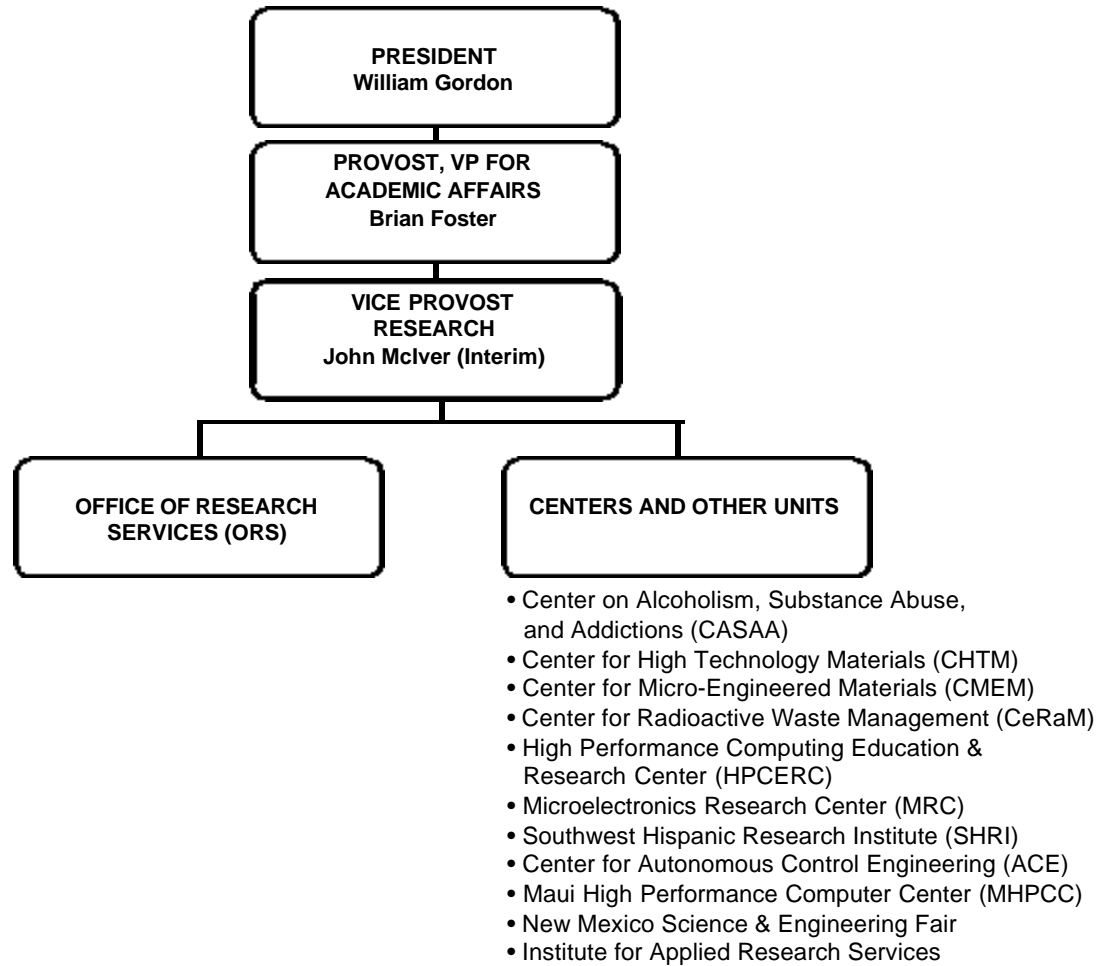 PRESIDENT
William Gordon
PROVOST, VP FOR
ACADEMIC AFFAIRS
Brian Foster
VICE PROVOST
RESEARCH
John McIver (Interim)
OFFICE OF RESEARCH
SERVICES (ORS)
CENTERS AND OTHER UNITS
• Center on Alcoholism, Substance Abuse,
and Addictions (CASAA)
• Center for High Technology Materials (CHTM)
• Center for Micro-Engineered Materials (CMEM)
• Center for Radioactive Waste Management (CeRaM)
• High Performance Computing Education &
Research Center (HPCERC)
• Microelectronics Research Center (MRC)
• Southwest Hispanic Research Institute (SHRI)
• Center for Autonomous Control Engineering (ACE)
• Maui High Performance Computer Center (MHPCC)
• New Mexico Science & Engineering Fair
• Institute for Applied Research Services